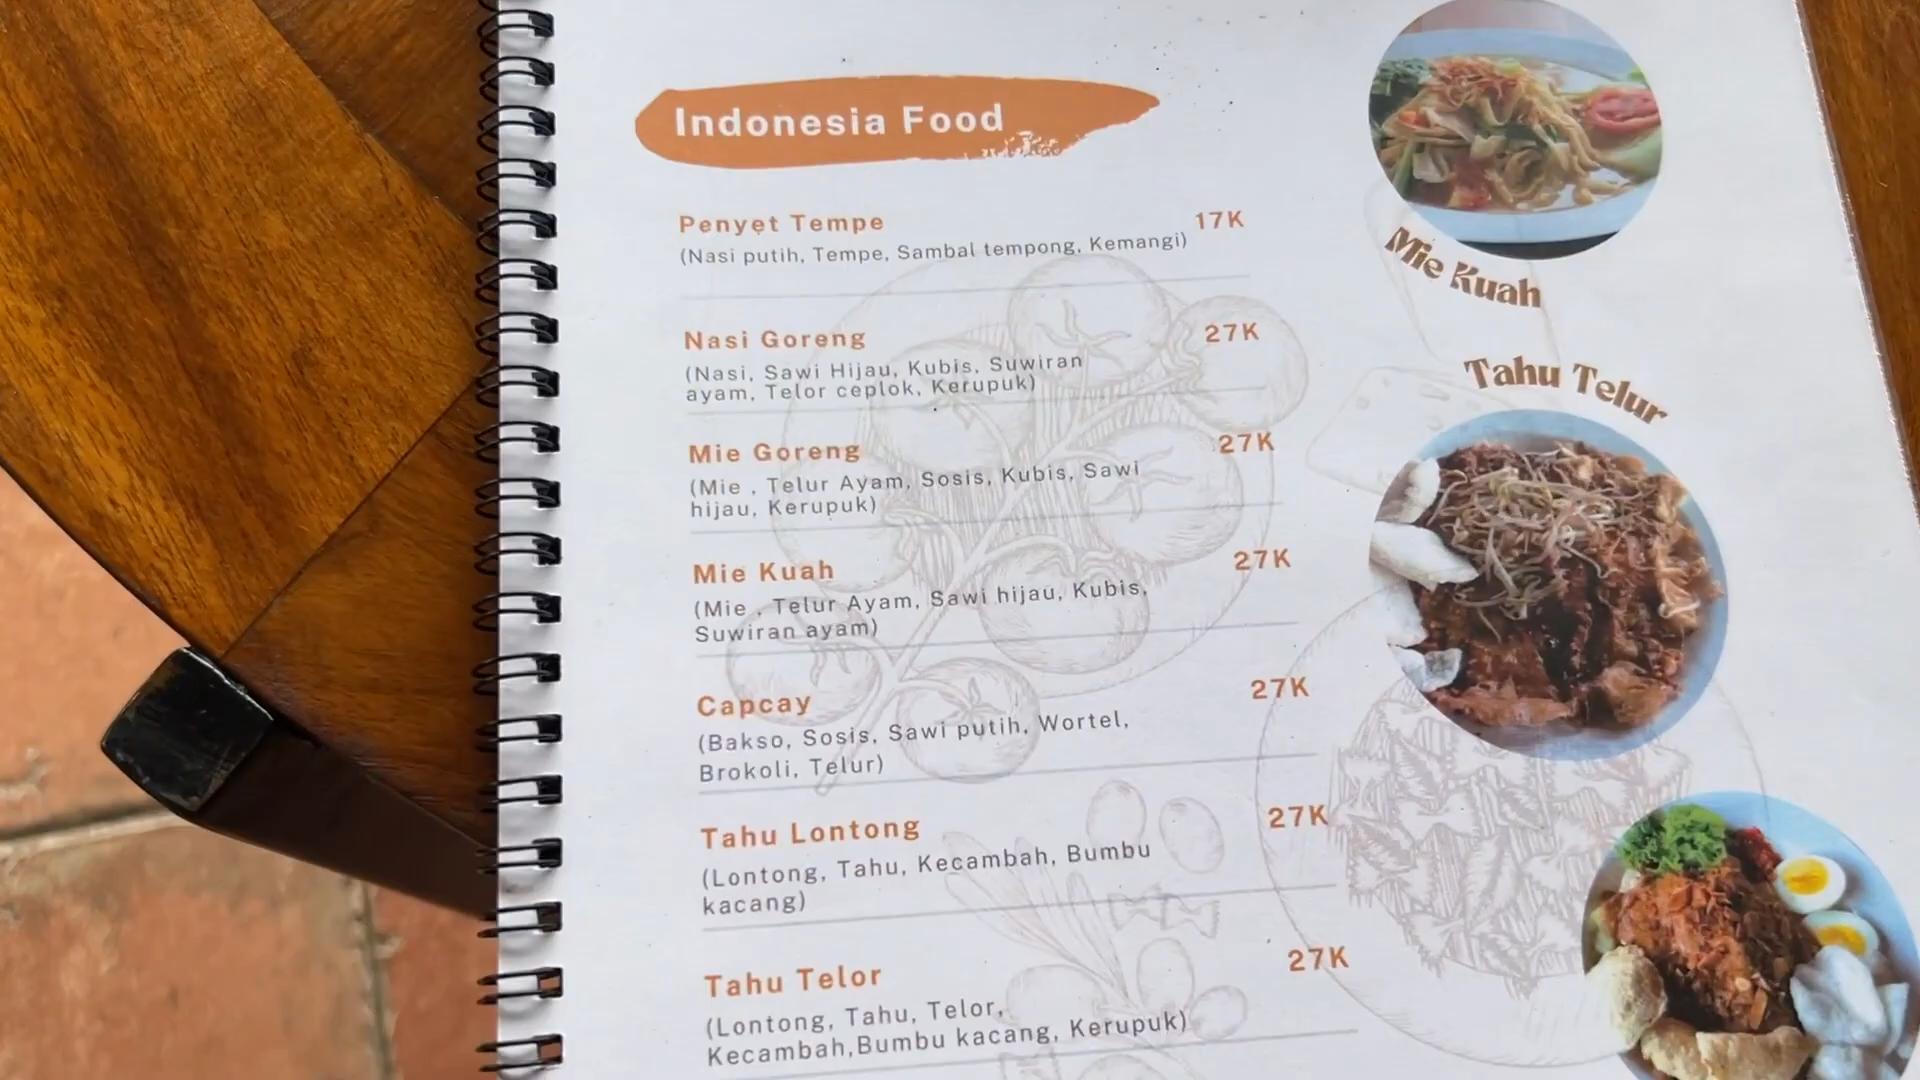 Indonesia Food
Penyet Tempe 17K
(Nasi putih, Tempe, Sambal tempong, Kemangi)
Nasi Goreng 27K
(Nasi, Sawi Hijau, Kubis, Suwiran
ayam, Telor ceplok, Kerupuk)
Mie Goreng 27K
(Mie , Telur Ayam, Sosis, Kubis, Sawi
hijau, Kerupuk)
Mie Kuah 27K
(Mie , Telur Ayam, Sawi hijau, Kubis,
Suwiran ayam)
Capcay 27K
(Bakso, Sosis, Sawi putih, Wortel,
Brokoli, Telur)
Tahu Lontong 27K
(Lontong, Tahu, Kecambah, Bumbu
kacang)
Tahu Telor 27K
(Lontong, Tahu, Telor,
Kecambah,Bumbu kacang, Kerupuk)
Mie Kuah
Tahu Telur